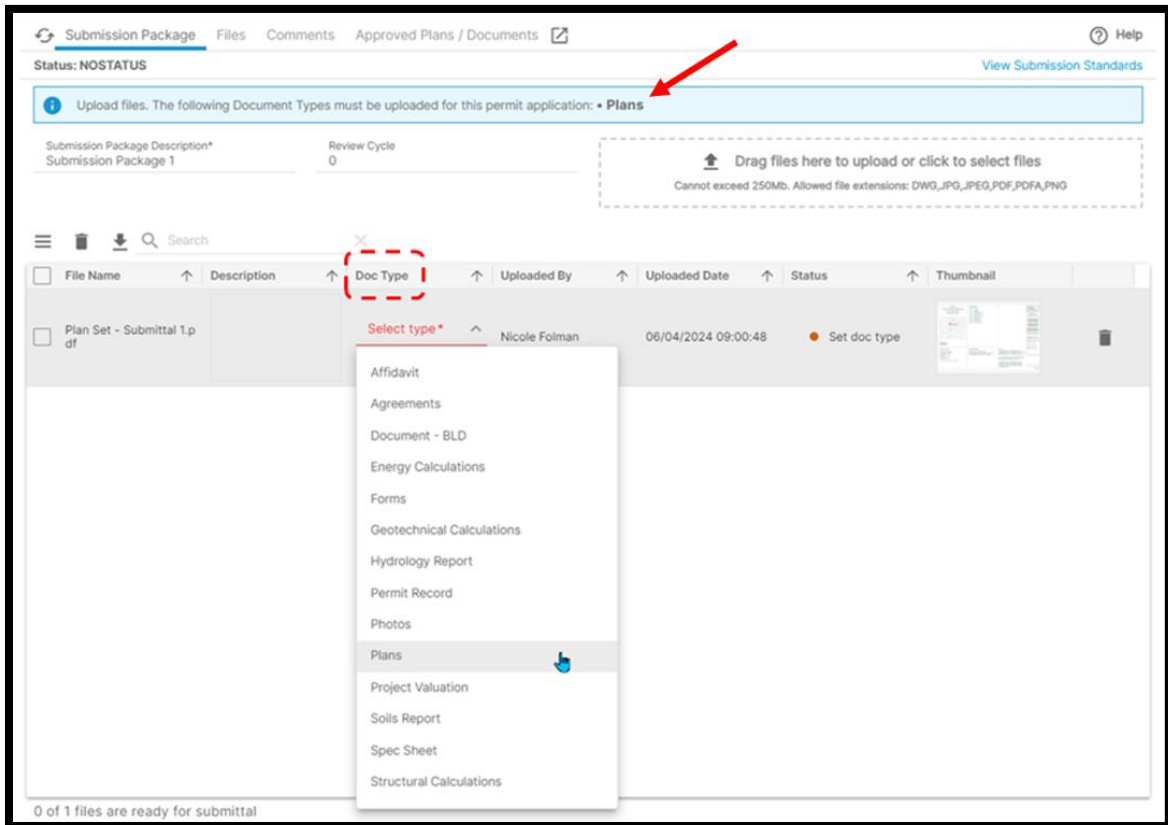 Submission Package Files Comments Approved Plans / Documents Help
Status: NOSTATUS View Submission Standards
Upload files. The following Document Types must be uploaded for this permit application: • Plans
Submission Package Description* Review Cycle
Submission Package 1 0
Drag files here to upload or click to select files
Cannot exceed 250Mb. Allowed file extensions: DWG,JPG,JPEG,PDF,PDFA,PNG
Search
File Name Description Doc Type Uploaded By Uploaded Date Status Thumbnail
Plan Set - Submittal 1.p
df
Select type* Nicole Folman 06/04/2024 09:00:48 Set doc type
Affidavit
Agreements
Document - BLD
Energy Calculations
Forms
Geotechnical Calculations
Hydrology Report
Permit Record
Photos
Plans
Project Valuation
Soils Report
Spec Sheet
Structural Calculations
0 of 1 files are ready for submittal